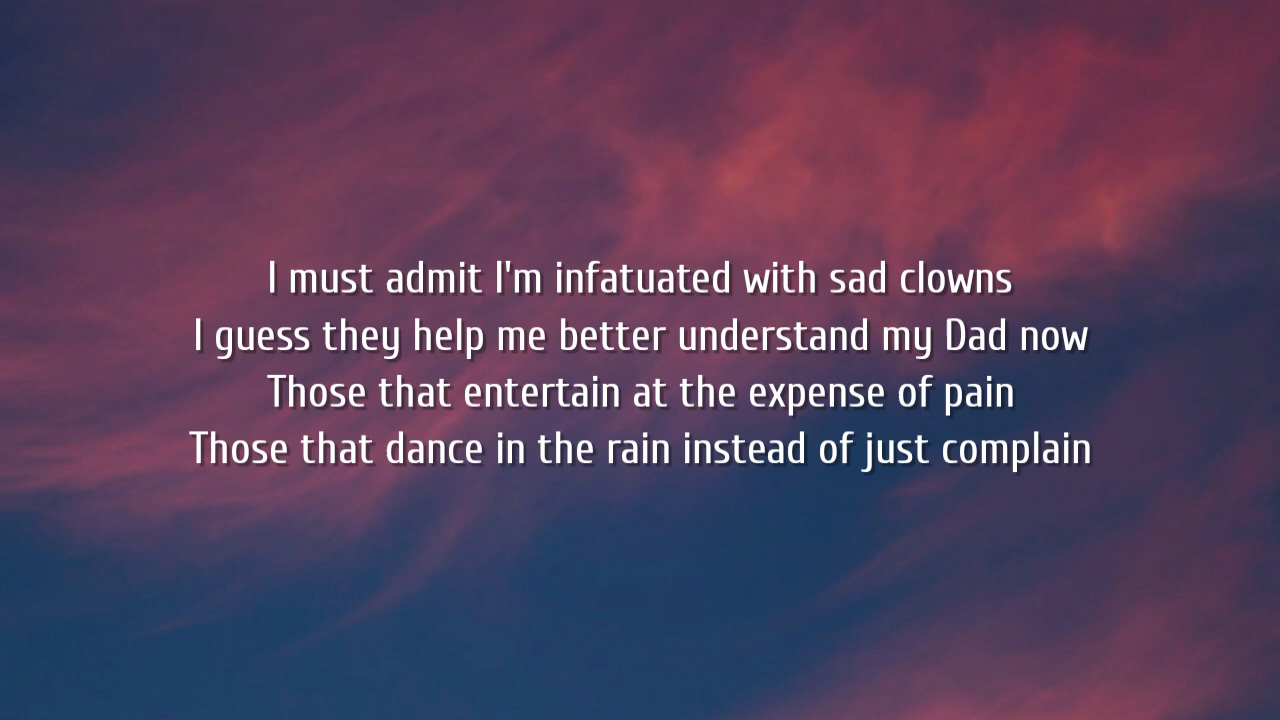 I must admit I'm infatuated with sad clowns
I guess they help me better understand my Dad now
Those that entertain at the expense of pain
Those that dance in the rain instead of just complain